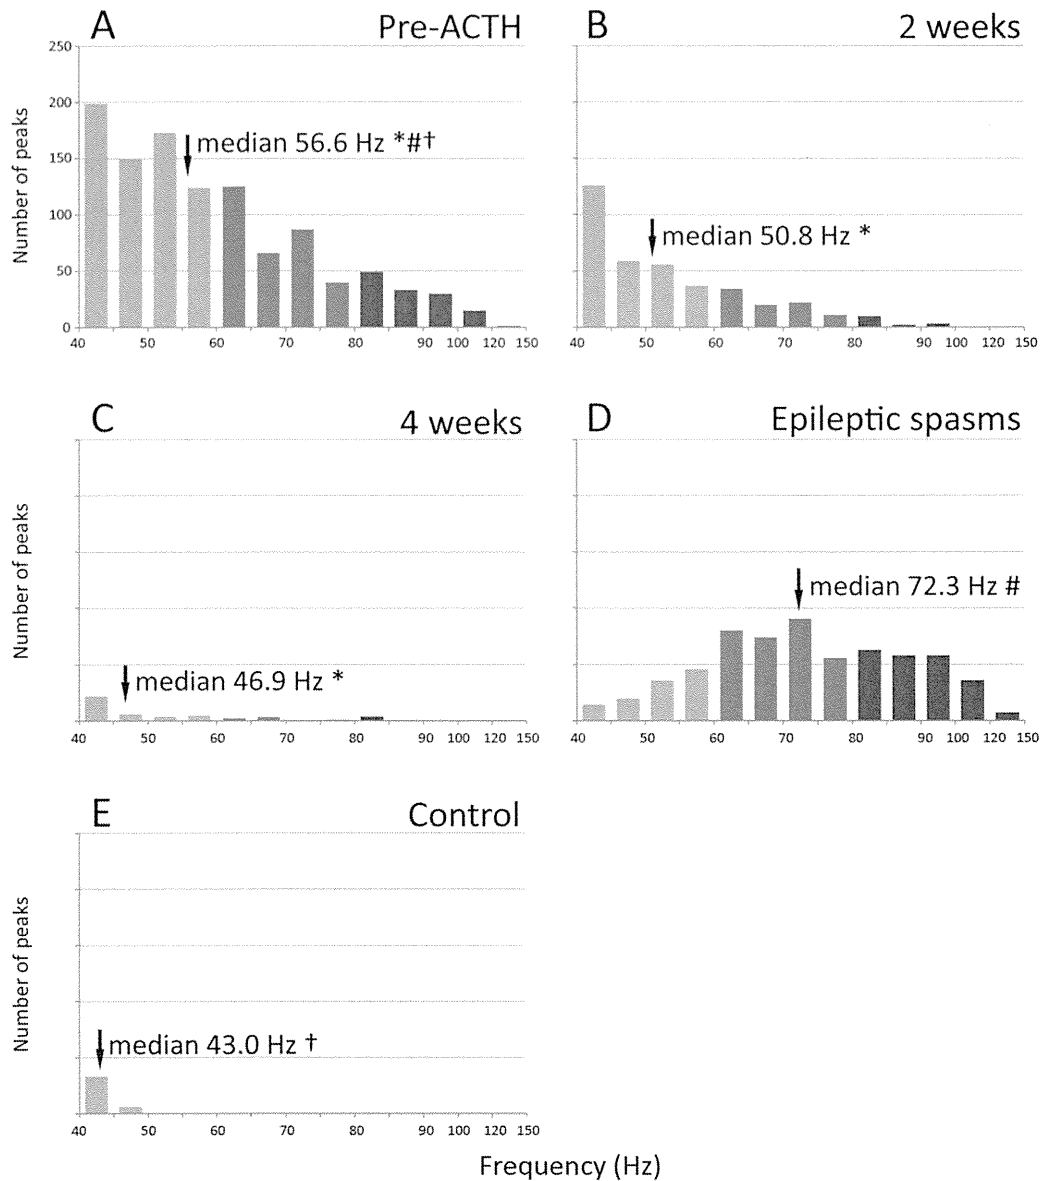 A Pre-ACTH
250
200
150
100
50
0
Number of peaks
median 56.6 Hz *#†
40 50 60 70 80 90 100 120 150
B 2 weeks
median 50.8 Hz *
40 50 60 70 80 90 100 120 150
C 4 weeks
Number of peaks
median 46.9 Hz *
40 50 60 70 80 90 100 120 150
D Epileptic spasms
median 72.3 Hz #
40 50 60 70 80 90 100 120 150
E Control
Number of peaks
median 43.0 Hz †
40 50 60 70 80 90 100 120 150
Frequency (Hz)